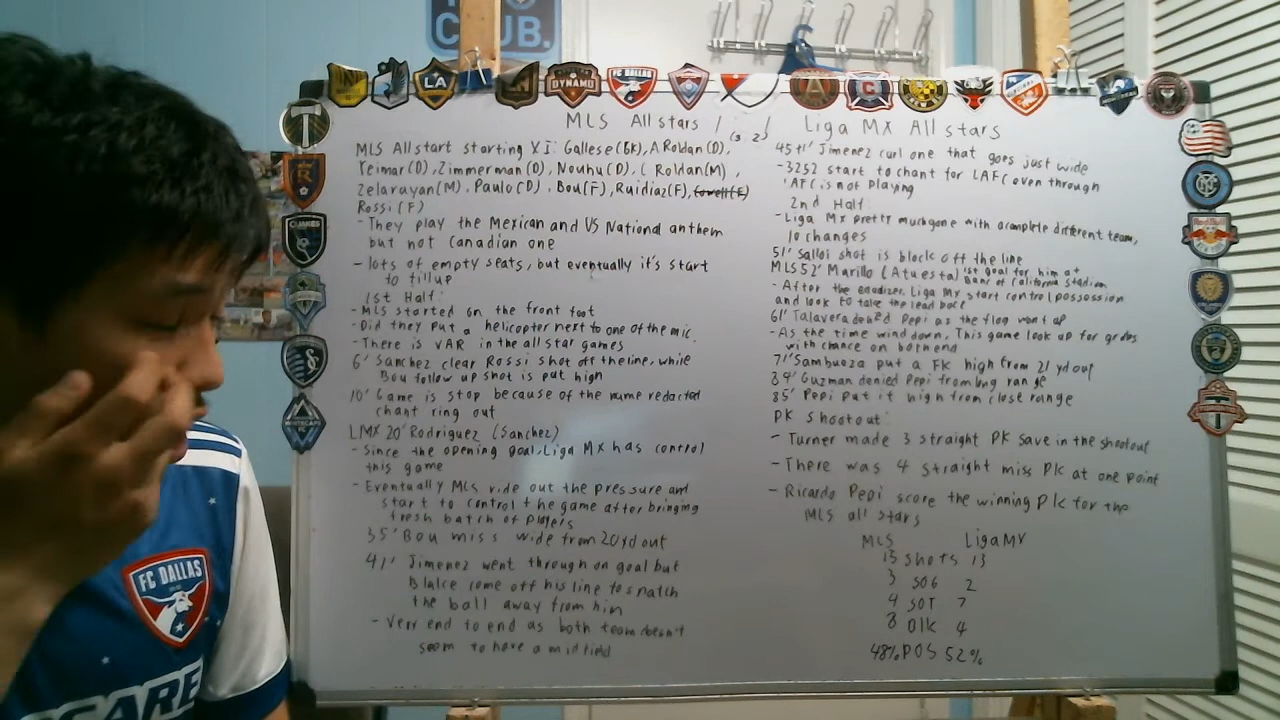 CLUB.
LA
DYNAMO
FC DALLAS
QUAKES
WHITECAPS FC
Red Bull
ORLANDO
MLS All stars 1 (3 2) 1 Liga MX All stars
MLS All start starting XI: Gallese(GK), A Roldan(D),
Yeimar(D), Zimmerman(D), Nouhu(D), C Roldan(M),
Zelarayan(M), Paulo(D), Bou(F), Ruidiaz(F),
Rossi(F)
- They play the Mexican and US National anthem
but not Canadian one
- lots of empty seats, but eventually it's start
to fill up
1st Half:
- MLS started on the front foot
- Did they put a helicopter next to one of the mic.
- There is VAR in the all star games
6' Sanchez clear Rossi shot off the line, while
Bou follow up shot is put high
10' Game is stop because of the name redacted
chant ring out
LMX 20' Rodriguez (Sanchez)
- Since the opening goal, Liga MX has control
this game
- Eventually MLS ride out the pressure and
start to control the game after bringing
fresh batch of players
35' Bou miss wide from 20yd out
41' Jimenez went through on goal but
Blake come off his line to snatch
the ball away from him
- Very end to end as both team doesn't
seem to have a midfield
45+1' Jimenez curl one that goes just wide
- 3252 start to chant for LAFC even through
LAFC is not playing
2nd Half:
- Liga MX pretty much gone with a complete different team,
10 changes
51' Salloi shot is block off the line
MLS 52' Murillo (Atuesta) 1st goal for him at
Banc of California Stadium
- After the equalizer, Liga MX start control possession
and look to take the lead back
61' Talavera denied Pepi as the flag went up
- As the time wind down, This game look up for grabs
with chance on both end
71' Sambueza put a FK high from 21 yd out
84' Guzman denied Pepi from long range
85' Pepi put it high from close range
PK shootout:
- Turner made 3 straight PK save in the shootout
- There was 4 straight miss PK at one point
- Ricardo Pepi score the winning PK for the
MLS all stars
MLS Liga MX
13 shots 13
3 SOG 2
4 SOT 7
8 Blk 4
48% POS 52%
FC DALLAS
CARE